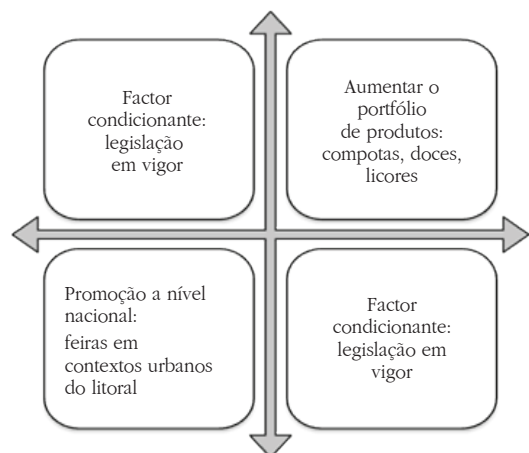 Factor
condicionante:
legislação
em vigor
Aumentar o
portfólio
de produtos:
compotas, doces,
licores
Promoção a nível
nacional:
feiras em
contextos urbanos
do litoral
Factor
condicionante:
legislação em
vigor